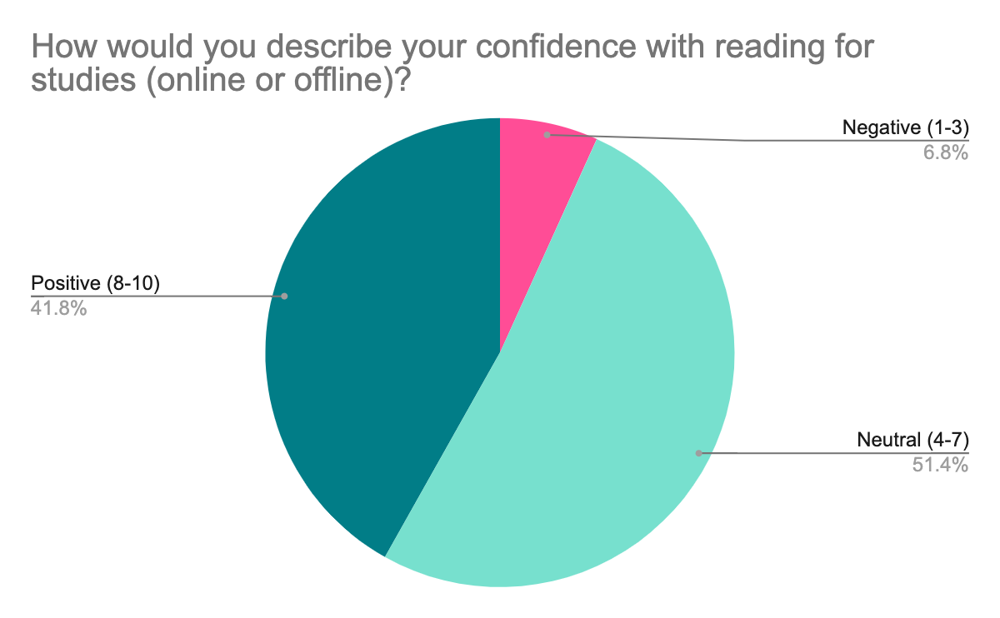 How would you describe your confidence with reading for
studies (online or offline)?
Negative (1-3)
6.8%
Positive (8-10)
41.8%
Neutral (4-7)
51.4%